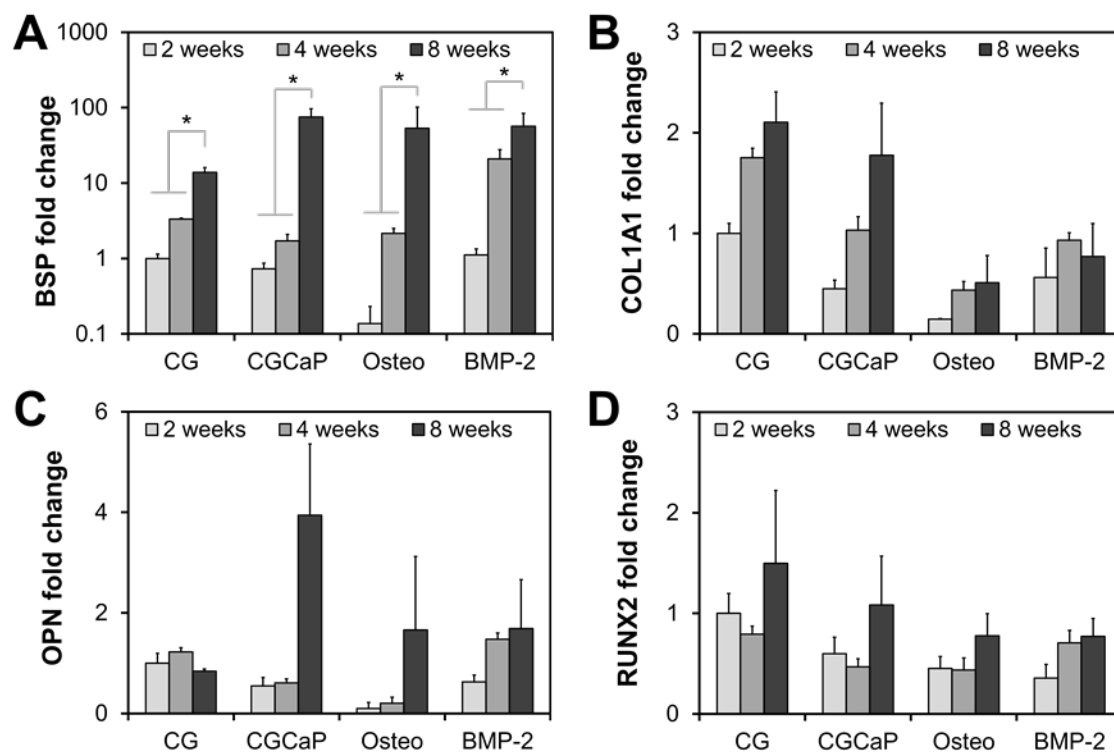 A
BSP fold change
1000
100
10
1
0.1
2 weeks 4 weeks 8 weeks
* * * *
CG CGCaP Osteo BMP-2
B
COL1A1 fold change
3
2
1
0
2 weeks 4 weeks 8 weeks
CG CGCaP Osteo BMP-2
C
OPN fold change
6
4
2
0
2 weeks 4 weeks 8 weeks
CG CGCaP Osteo BMP-2
D
RUNX2 fold change
3
2
1
0
2 weeks 4 weeks 8 weeks
CG CGCaP Osteo BMP-2